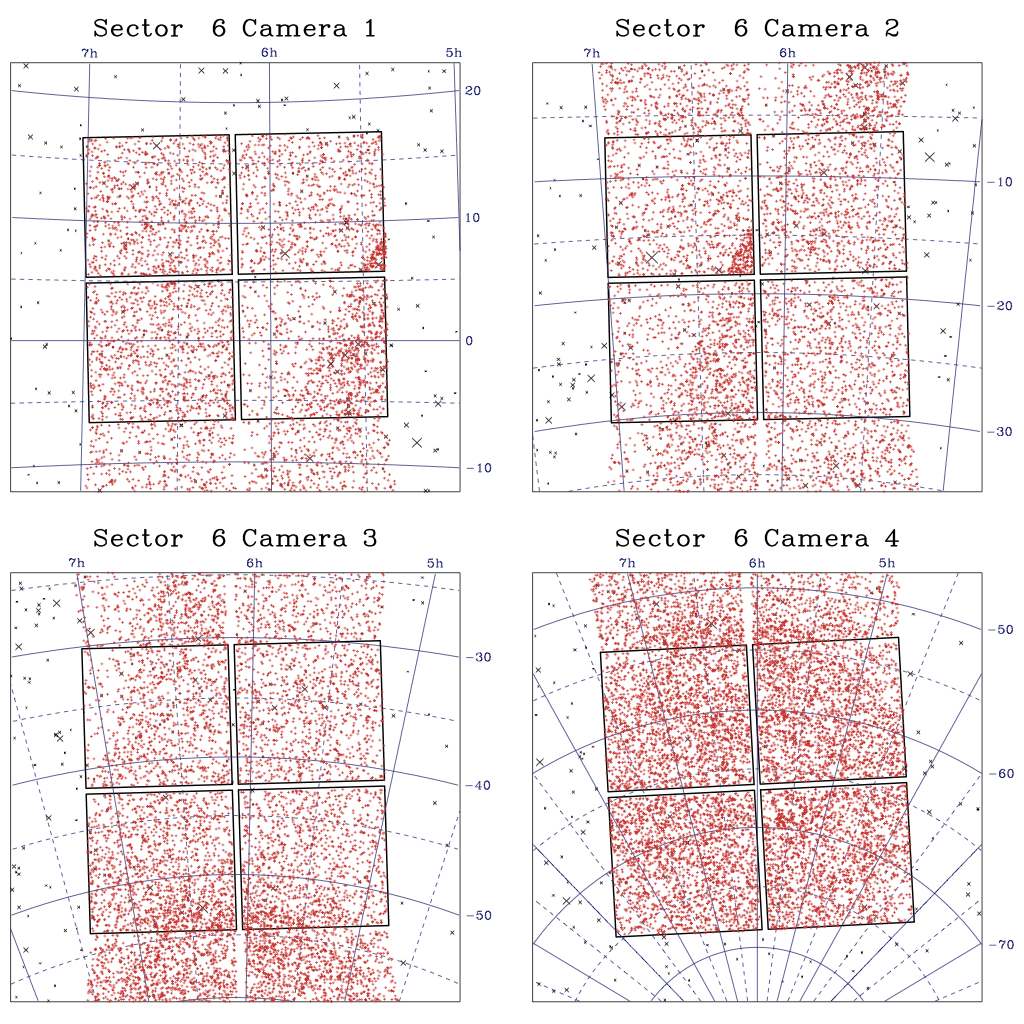 Sector 6 Camera 1
7h 6h 5h
20
10
0
-10
Sector 6 Camera 2
7h 6h
-10
-20
-30
Sector 6 Camera 3
7h 6h 5h
-30
-40
-50
Sector 6 Camera 4
7h 6h 5h
-50
-60
-70